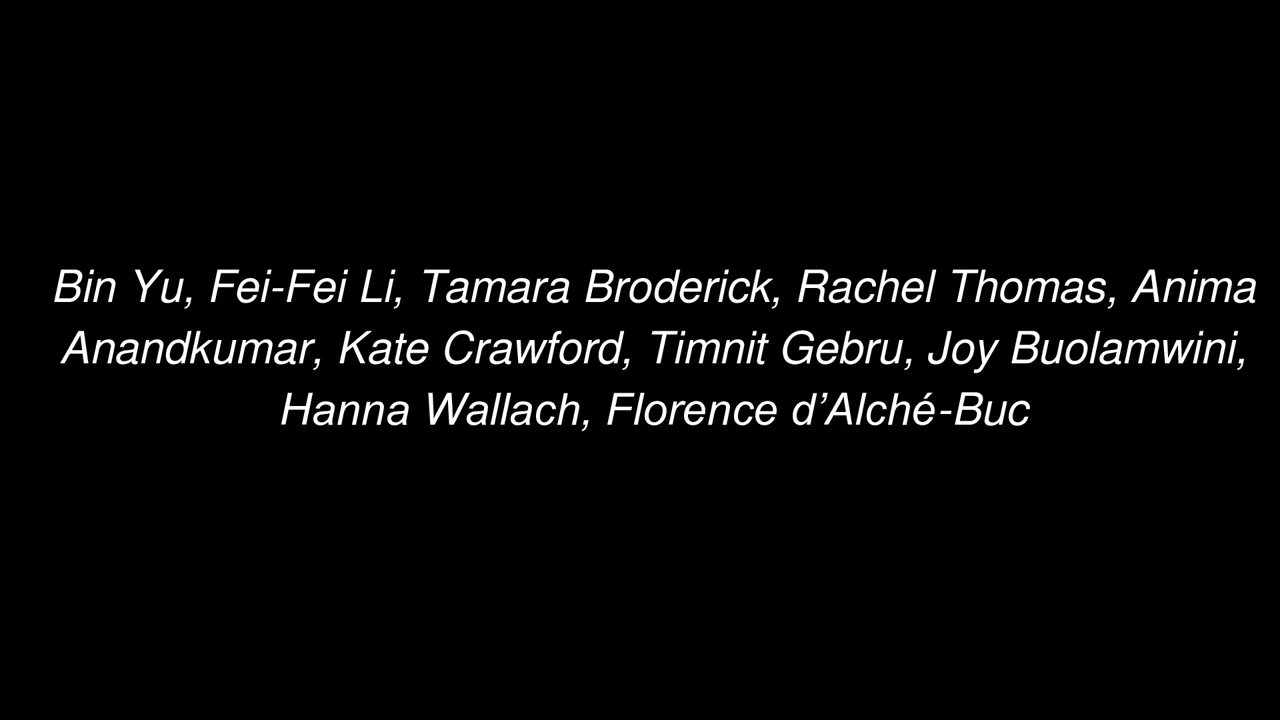 Bin Yu, Fei-Fei Li, Tamara Broderick, Rachel Thomas, Anima
Anandkumar, Kate Crawford, Timnit Gebru, Joy Buolamwini,
Hanna Wallach, Florence d’Alché-Buc